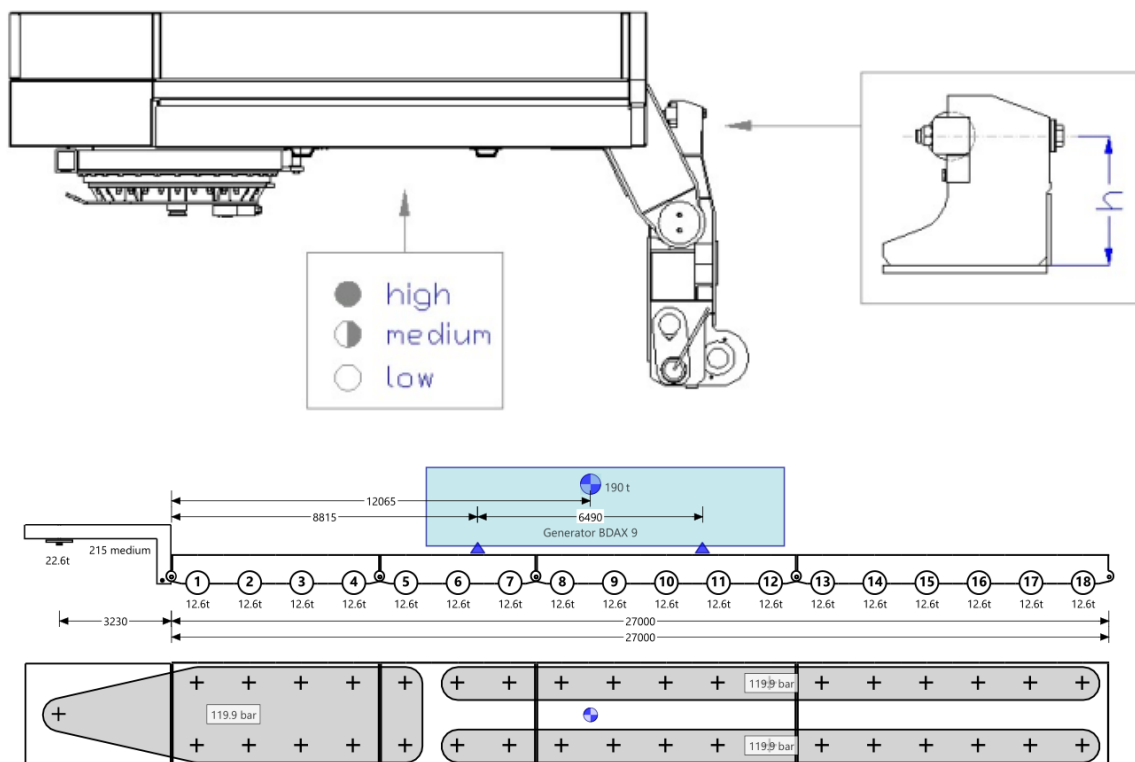 high
medium
low
h
190 t
12065
8815
6490
Generator BDAX 9
215 medium
22.6t
1 2 3 4 5 6 7 8 9 10 11 12 13 14 15 16 17 18
12.6t 12.6t 12.6t 12.6t 12.6t 12.6t 12.6t 12.6t 12.6t 12.6t 12.6t 12.6t 12.6t 12.6t 12.6t 12.6t 12.6t 12.6t
3230
27000
27000
119.9 bar
119.9 bar
119.9 bar